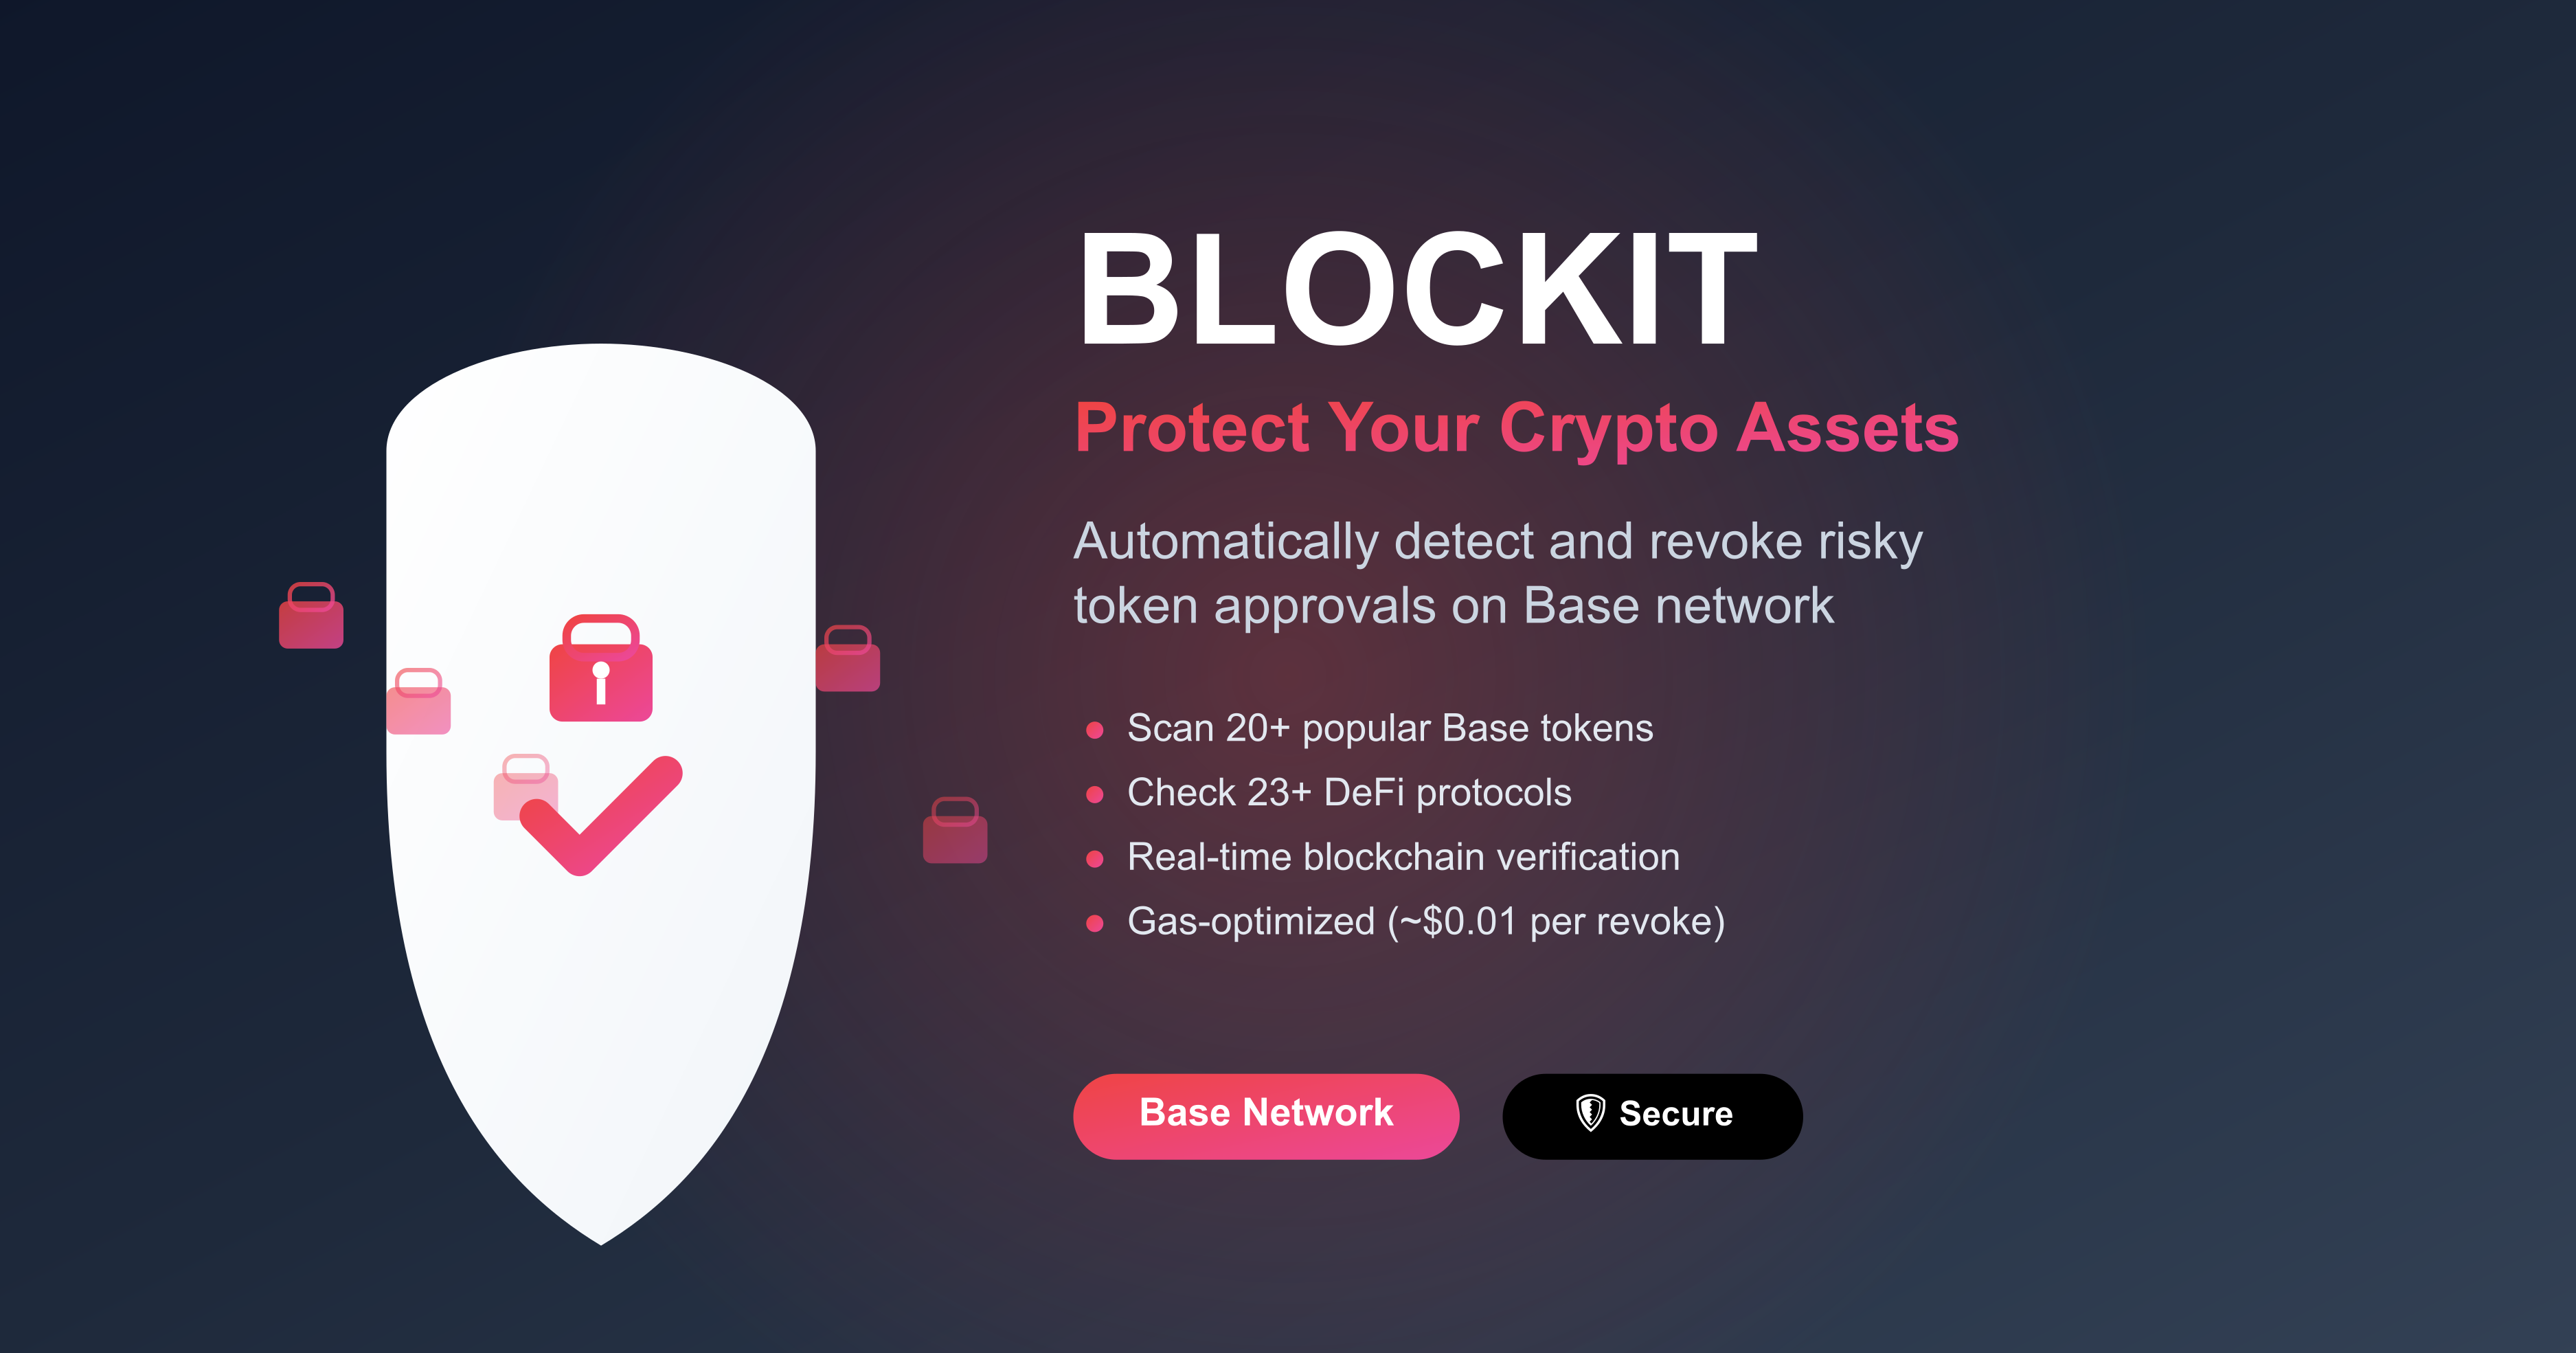 BLOCKIT
Protect Your Crypto Assets
Automatically detect and revoke risky
token approvals on Base network
Scan 20+ popular Base tokens
Check 23+ DeFi protocols
Real-time blockchain verification
Gas-optimized (~$0.01 per revoke)
Base Network
Secure